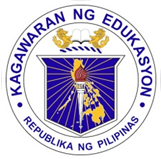 KAGAWARAN NG EDUKASYON
REPUBLIKA NG PILIPINAS